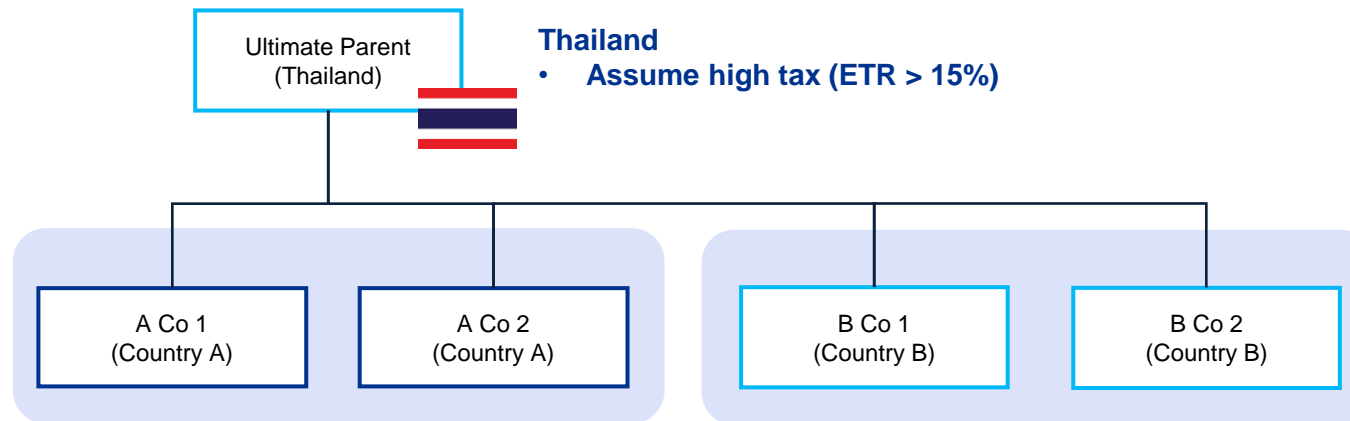 Ultimate Parent
(Thailand)
Thailand
• Assume high tax (ETR > 15%)
A Co 1
(Country A)
A Co 2
(Country A)
B Co 1
(Country B)
B Co 2
(Country B)